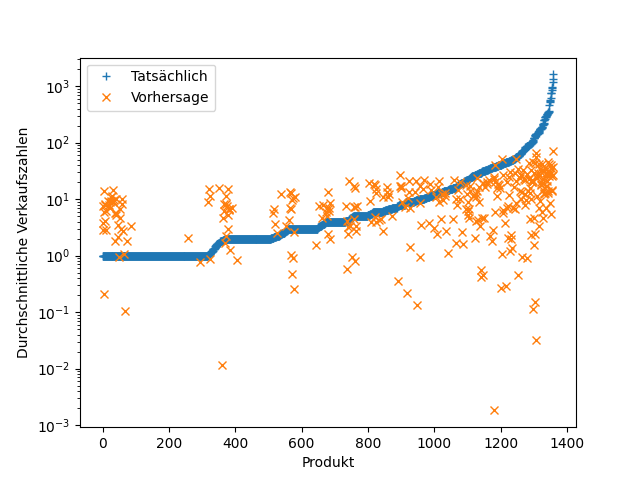 Tatsächlich
Vorhersage
Durchschnittliche Verkaufszahlen
10³
10²
10¹
10⁰
10⁻¹
10⁻²
10⁻³
0 200 400 600 800 1000 1200 1400
Produkt